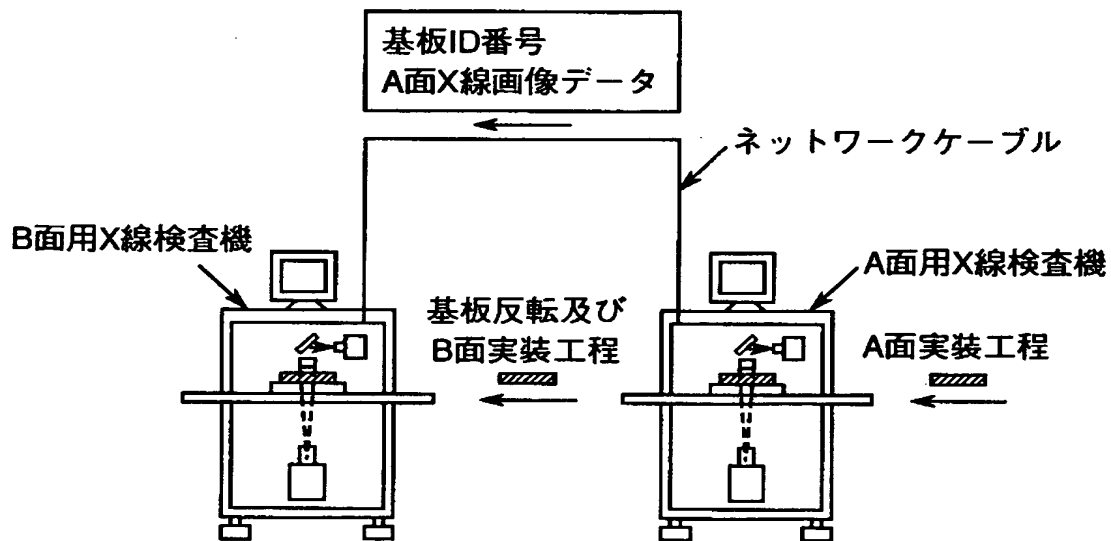 基板ID番号
A面X線画像データ
ネットワークケーブル
B面用X線検査機
A面用X線検査機
基板反転及び
B面実装工程
A面実装工程